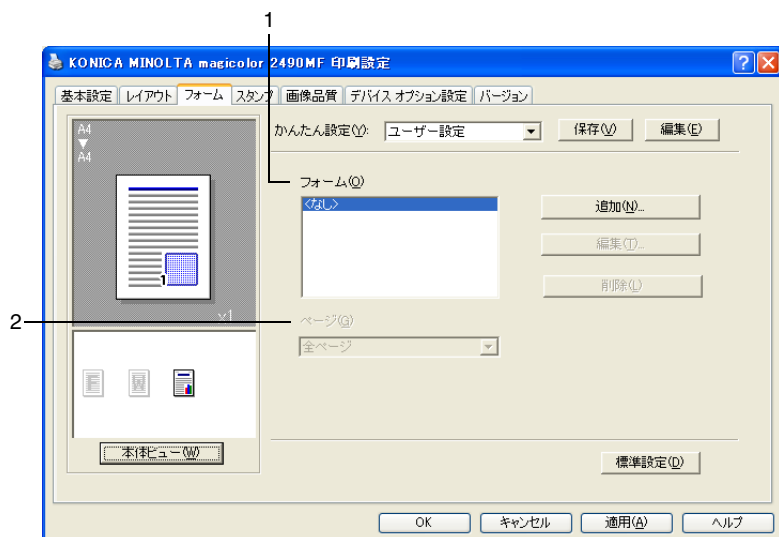 1
KONICA MINOLTA magicolor 2490MF 印刷設定
基本設定 レイアウト フォーム スタンプ 画像品質 デバイス オプション設定 バージョン
A4
A4
かんたん設定(Y): ユーザー設定 保存(V) 編集(E)
フォーム(O)
<なし>
追加(N)...
編集(T)...
削除(L)
1
x1
2
ページ(G)
全ページ
本体ビュー(W)
標準設定(D)
OK キャンセル 適用(A) ヘルプ